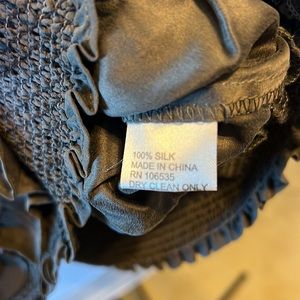 100% SILK
MADE IN CHINA
RN 106535
DRY CLEAN ONLY